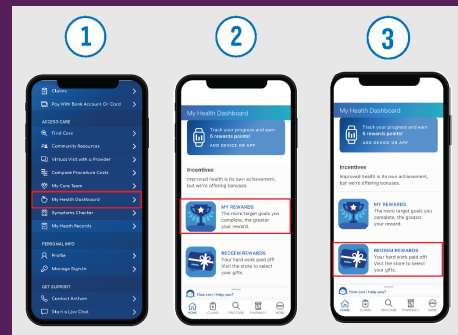 1
2
3
Claims
Pay With Bank Account Or Card
ACCESS CARE
Find Care
Community Resources
Virtual Visit with a Provider
Compare Procedure Costs
My Care Team
My Health Dashboard
Symptoms Checker
My Health Records
PERSONAL INFO
Profile
Manage Sign-In
GET SUPPORT
Contact Anthem
Start a Live Chat
My Health Dashboard
Track your progress and earn
5 rewards points!
ADD DEVICE OR APP
Incentives
Improved health is its own achievement,
but we're offering bonuses.
MY REWARDS
The more target goals you
complete, the greater
your reward.
REDEEM REWARDS
Your hard work paid off!
Visit the store to select
your gifts.
How can I help you?
HOME
CLAIMS
FIND CARE
PHARMACY
MORE
My Health Dashboard
Track your progress and earn
5 rewards points!
ADD DEVICE OR APP
Incentives
Improved health is its own achievement,
but we're offering bonuses.
MY REWARDS
The more target goals you
complete, the greater
your reward.
REDEEM REWARDS
Your hard work paid off!
Visit the store to select
your gifts.
How can I help you?
HOME
CLAIMS
FIND CARE
PHARMACY
MORE